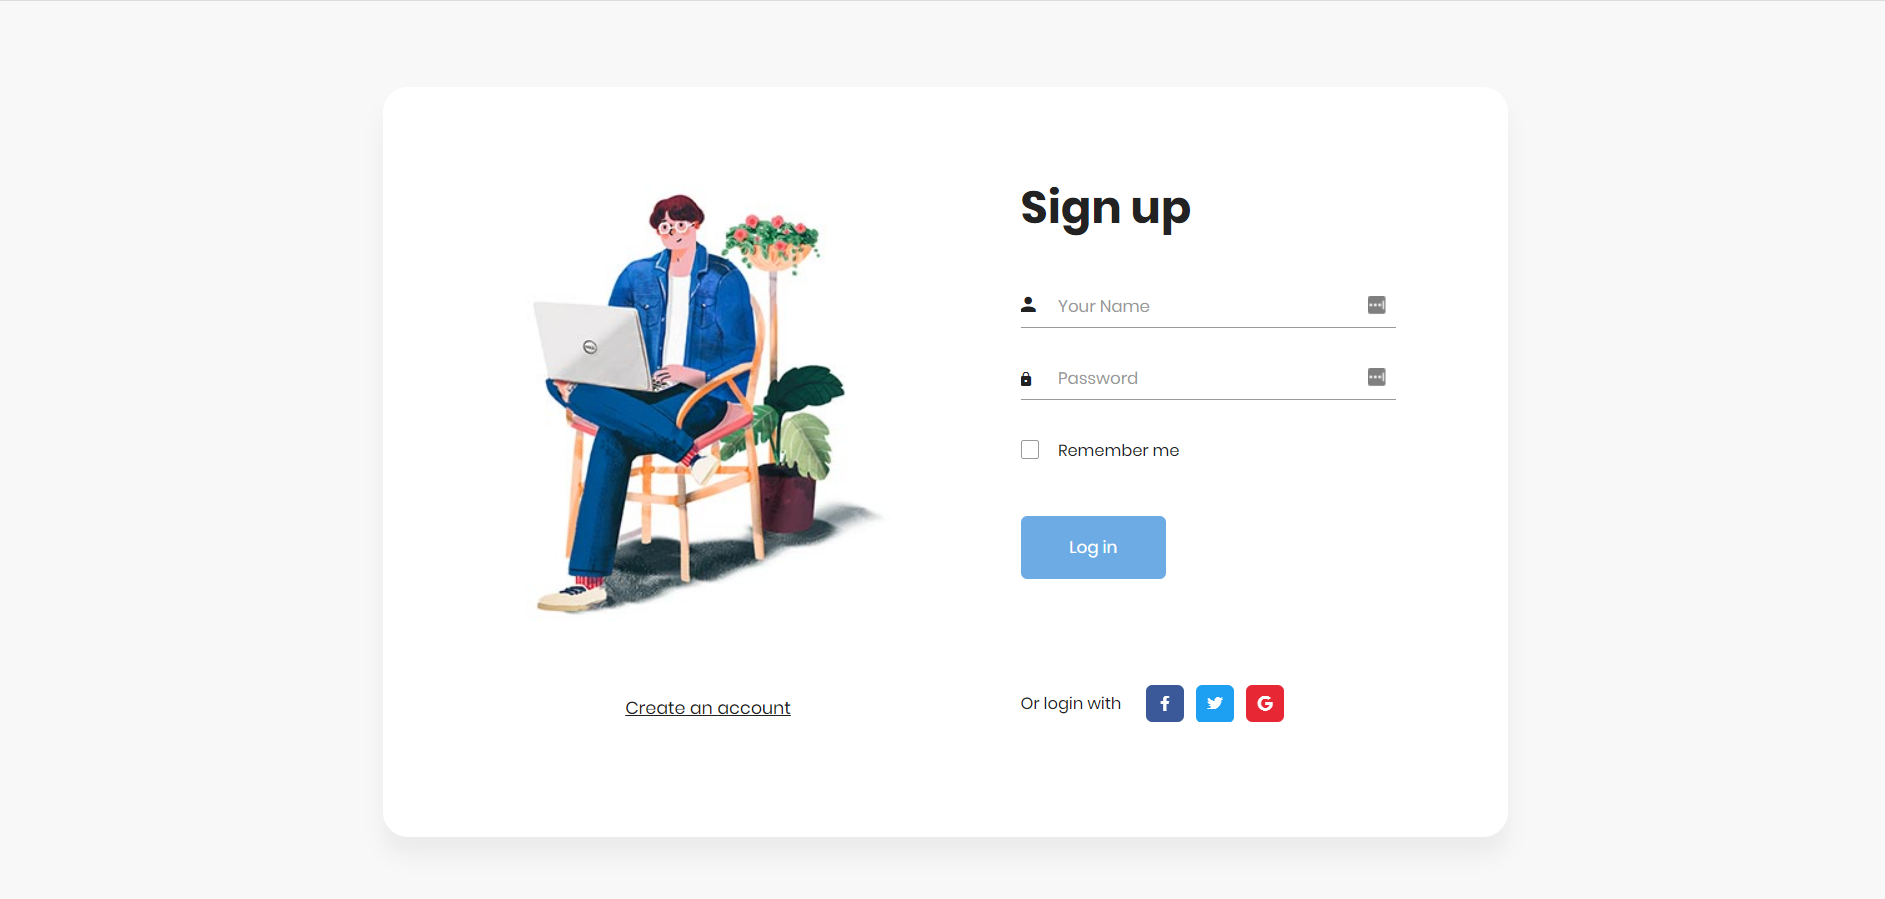 Sign up
Your Name
Password
Remember me
Log in
Create an account
Or login with